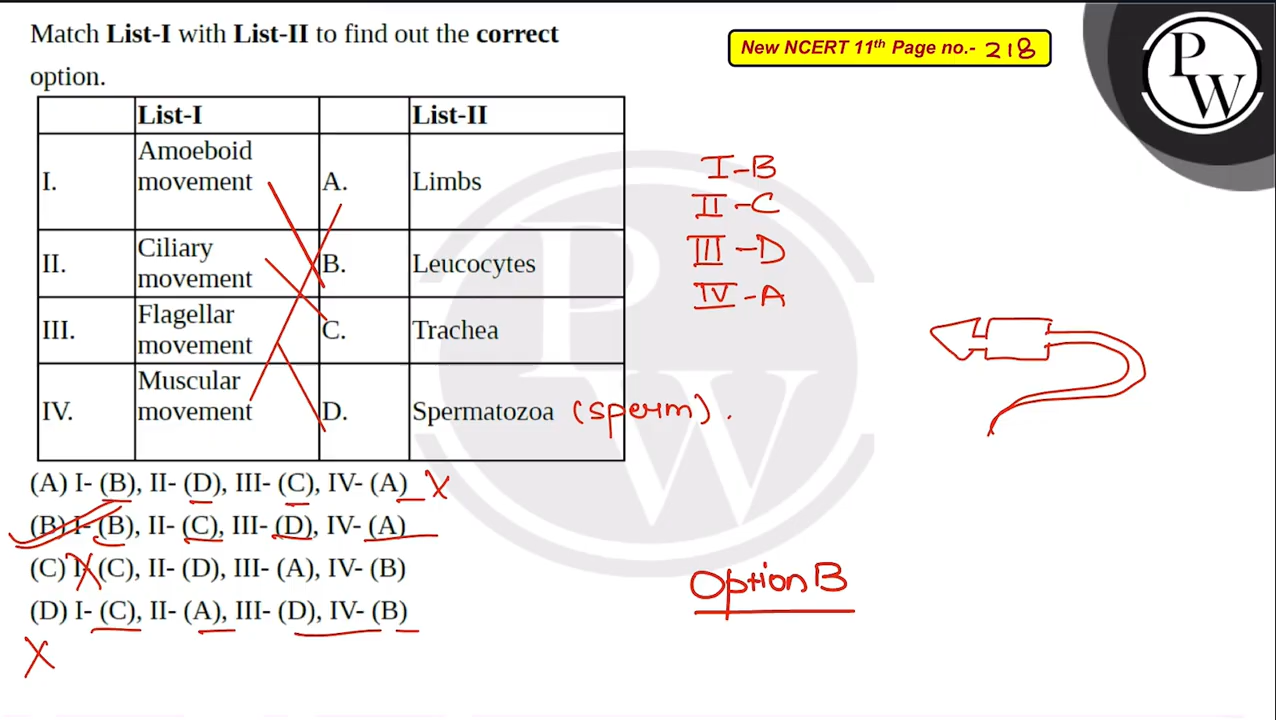 Match List-I with List-II to find out the correct
option.
New NCERT 11th Page no.- 218
P
W
List-I List-II
I. Amoeboid movement A. Limbs
II. Ciliary movement B. Leucocytes
III. Flagellar movement C. Trachea
IV. Muscular movement D. Spermatozoa (sperm).
I-B
II-C
III-D
IV-A
(A) I- (B), II- (D), III- (C), IV- (A)
(B) I- (B), II- (C), III- (D), IV- (A)
(C) I- (C), II- (D), III- (A), IV- (B)
(D) I- (C), II- (A), III- (D), IV- (B)
Option B
P
W